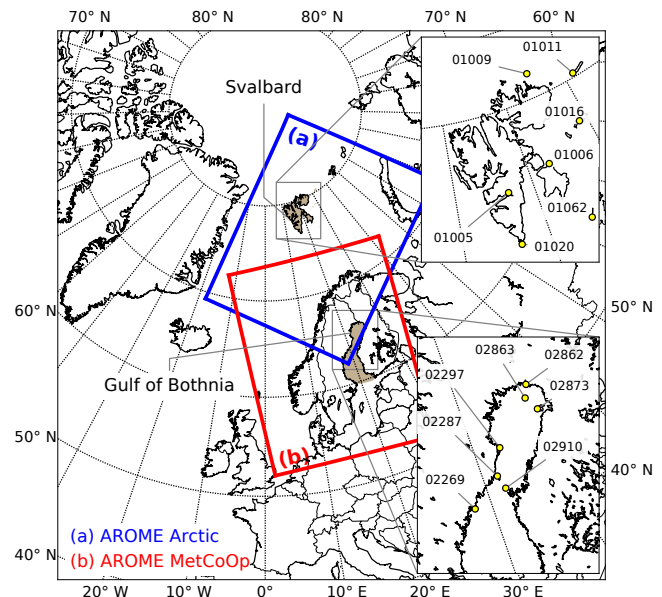 70° N
80° N
80° N
70° N
60° N
Svalbard
(a)
01009
01011
01016
01006
01062
01005
01020
60° N
50° N
Gulf of Bothnia
02863
02862
02297
02873
02287
02910
02269
50° N
(b)
40° N
(a) AROME Arctic
(b) AROME MetCoOp
40° N
20° W
10° W
0° E
10° E
20° E
30° E